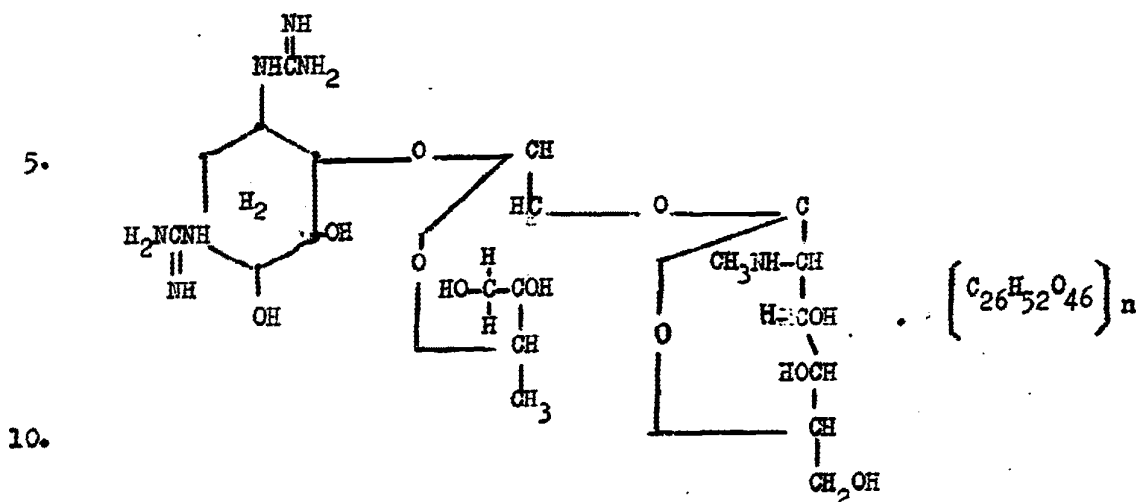 NH
||
NHCNH2
5.
O
CH
H2
HC
O
C
H2NCNH
||
NH
OH
OH
O
H
HO-C-COH
H
CH
CH3
CH3NH-CH
H-COH
O
HOCH
CH
CH2OH
. [C26H52O46]n
10.